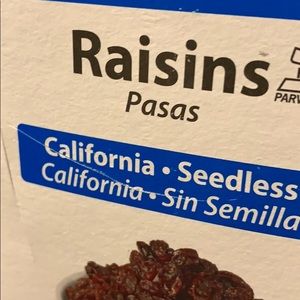 Raisins
PARV
Pasas
California • Seedless
California • Sin Semilla